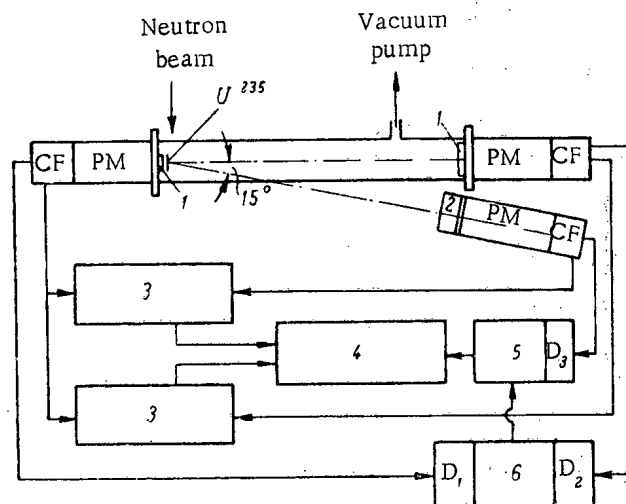 Neutron
beam
Vacuum
pump
U 235
1
CF PM
PM CF
1
15°
2 PM CF
3
4
5 D3
3
D1 6 D2